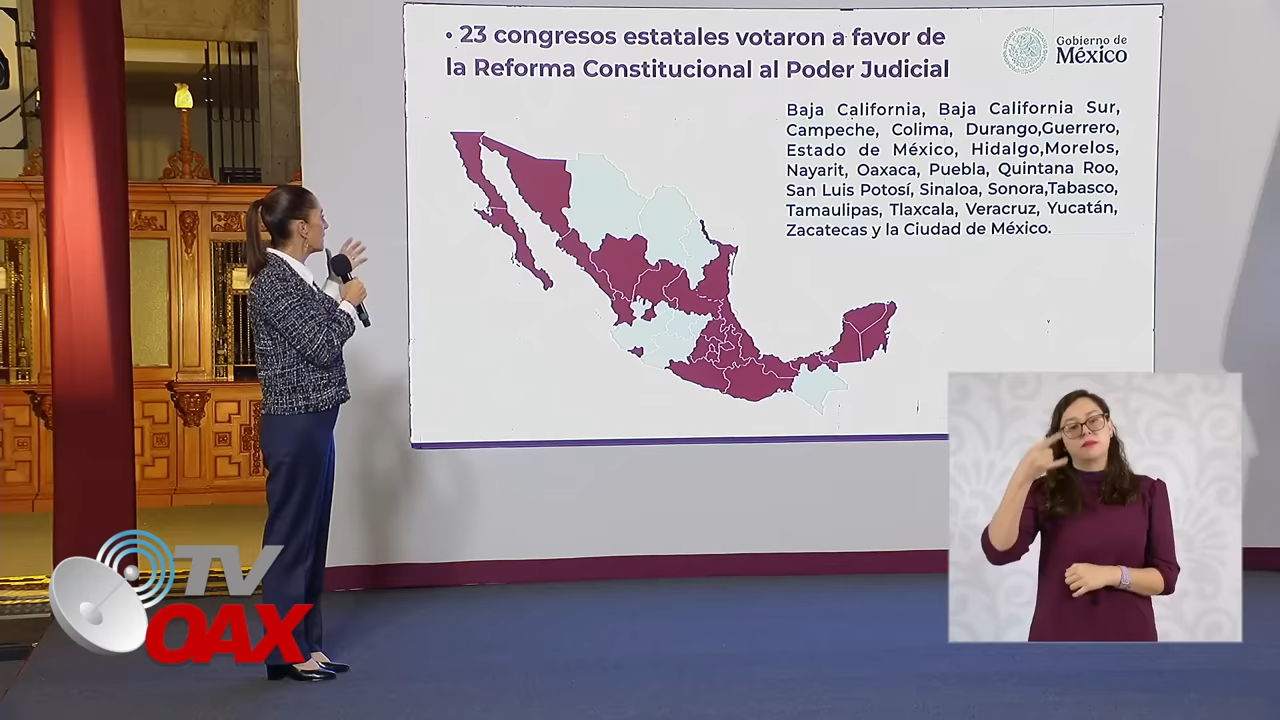 • 23 congresos estatales votaron a favor de
la Reforma Constitucional al Poder Judicial
Gobierno de
México
Baja California, Baja California Sur,
Campeche, Colima, Durango,Guerrero,
Estado de México, Hidalgo,Morelos,
Nayarit, Oaxaca, Puebla, Quintana Roo,
San Luis Potosí, Sinaloa, Sonora,Tabasco,
Tamaulipas, Tlaxcala, Veracruz, Yucatán,
Zacatecas y la Ciudad de México.
TV
OAX